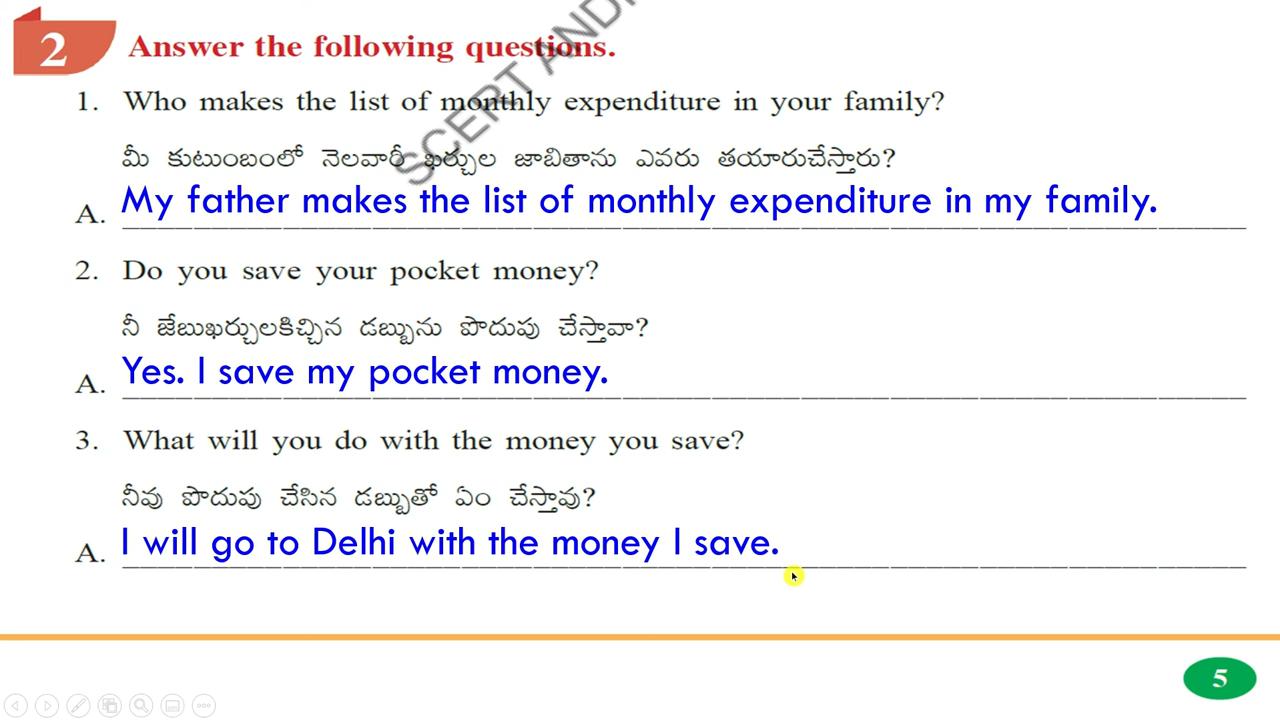 2 Answer the following questions.
SCERT ANDH
1. Who makes the list of monthly expenditure in your family?
మీ కుటుంబంలో నెలవారీ ఖర్చుల జాబితాను ఎవరు తయారుచేస్తారు?
A. My father makes the list of monthly expenditure in my family.
2. Do you save your pocket money?
నీ జేబుఖర్చులకిచ్చిన డబ్బును పొదుపు చేస్తావా?
A. Yes. I save my pocket money.
3. What will you do with the money you save?
నీవు పొదుపు చేసిన డబ్బుతో ఏం చేస్తావు?
A. I will go to Delhi with the money I save.
5